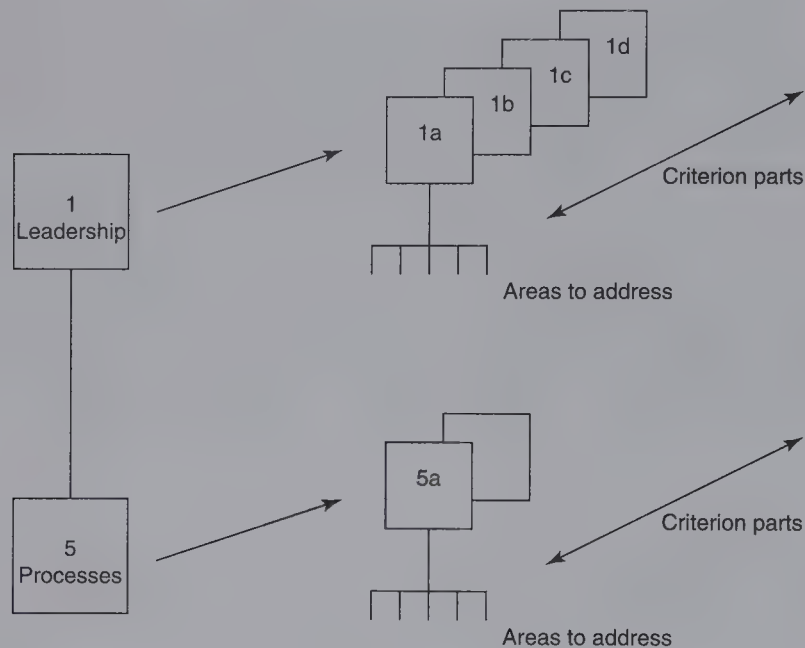 1d
1c
1b
1a
1
Leadership
Criterion parts
Areas to address
5a
5
Processes
Criterion parts
Areas to address